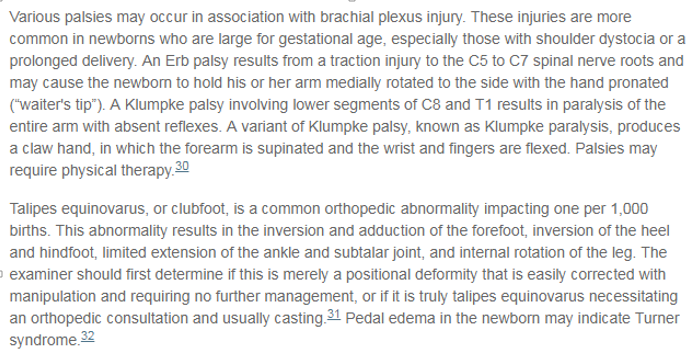 Various palsies may occur in association with brachial plexus injury. These injuries are more
common in newborns who are large for gestational age, especially those with shoulder dystocia or a
prolonged delivery. An Erb palsy results from a traction injury to the C5 to C7 spinal nerve roots and
may cause the newborn to hold his or her arm medially rotated to the side with the hand pronated
("waiter's tip"). A Klumpke palsy involving lower segments of C8 and T1 results in paralysis of the
entire arm with absent reflexes. A variant of Klumpke palsy, known as Klumpke paralysis, produces
a claw hand, in which the forearm is supinated and the wrist and fingers are flexed. Palsies may
require physical therapy.30
Talipes equinovarus, or clubfoot, is a common orthopedic abnormality impacting one per 1,000
births. This abnormality results in the inversion and adduction of the forefoot, inversion of the heel
and hindfoot, limited extension of the ankle and subtalar joint, and internal rotation of the leg. The
examiner should first determine if this is merely a positional deformity that is easily corrected with
manipulation and requiring no further management, or if it is truly talipes equinovarus necessitating
an orthopedic consultation and usually casting.31 Pedal edema in the newborn may indicate Turner
syndrome.32